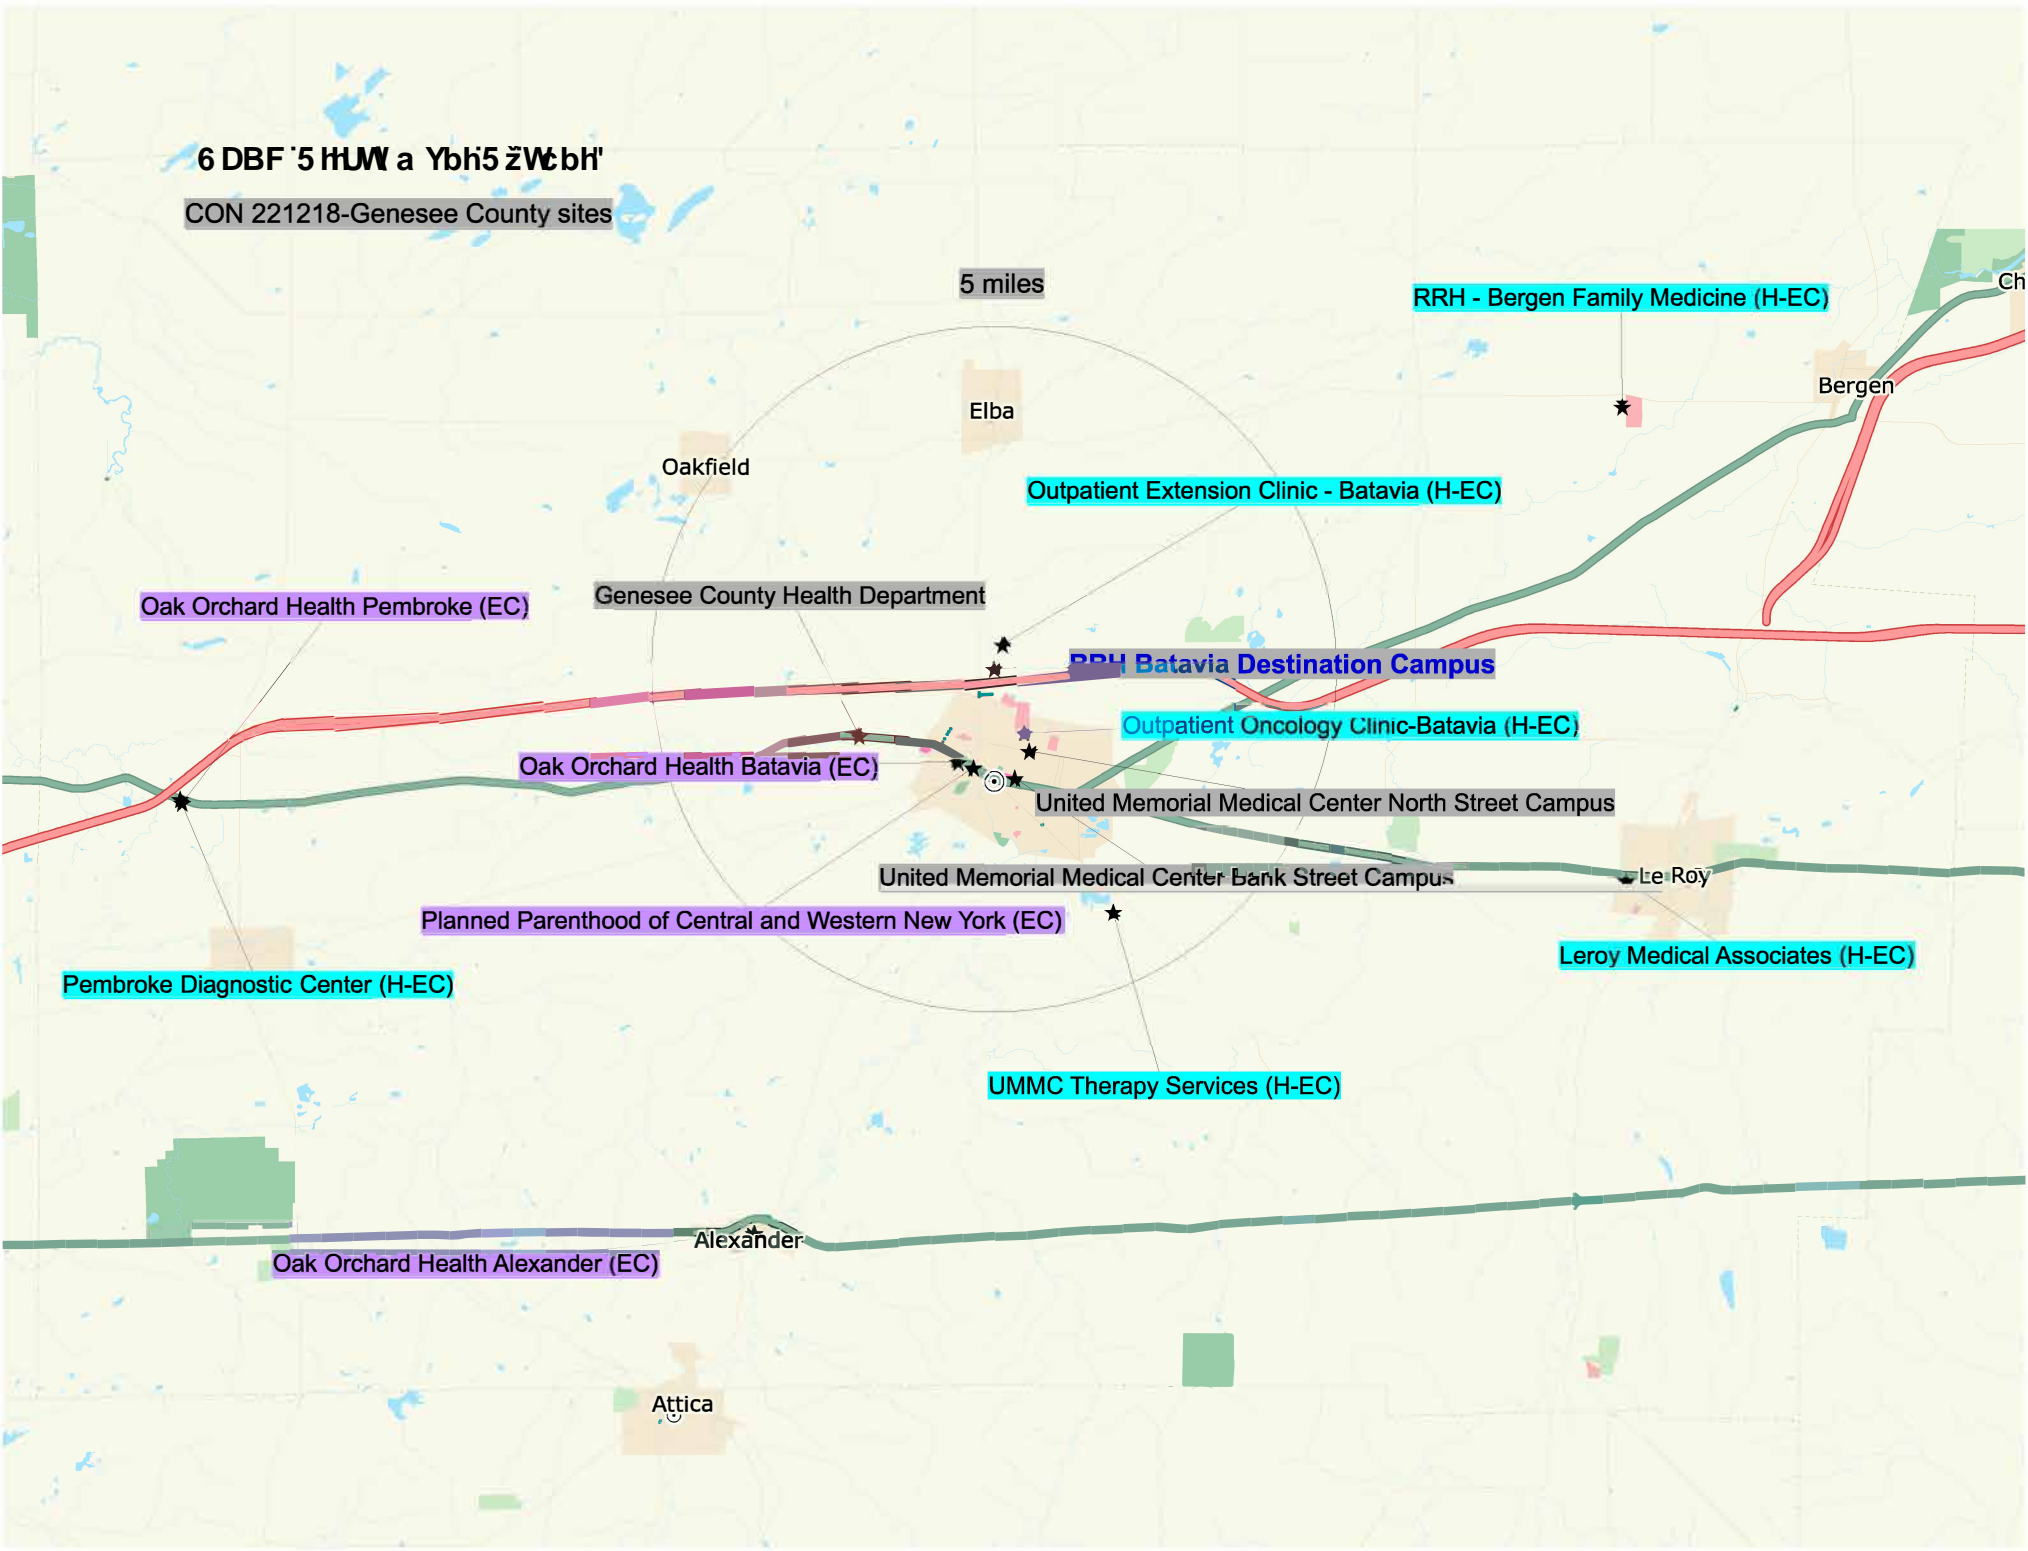 6 DBF
CON 221218-Genesee County sites
5 miles
Ch
RRH - Bergen Family Medicine (H-EC)
Bergen
Elba
Oakfield
Outpatient Extension Clinic - Batavia (H-EC)
Oak Orchard Health Pembroke (EC)
Genesee County Health Department
RRH Batavia Destination Campus
Outpatient Oncology Clinic-Batavia (H-EC)
Oak Orchard Health Batavia (EC)
United Memorial Medical Center North Street Campus
United Memorial Medical Center Bank Street Campus
Le Roy
Planned Parenthood of Central and Western New York (EC)
Leroy Medical Associates (H-EC)
Pembroke Diagnostic Center (H-EC)
UMMC Therapy Services (H-EC)
Alexander
Oak Orchard Health Alexander (EC)
Attica